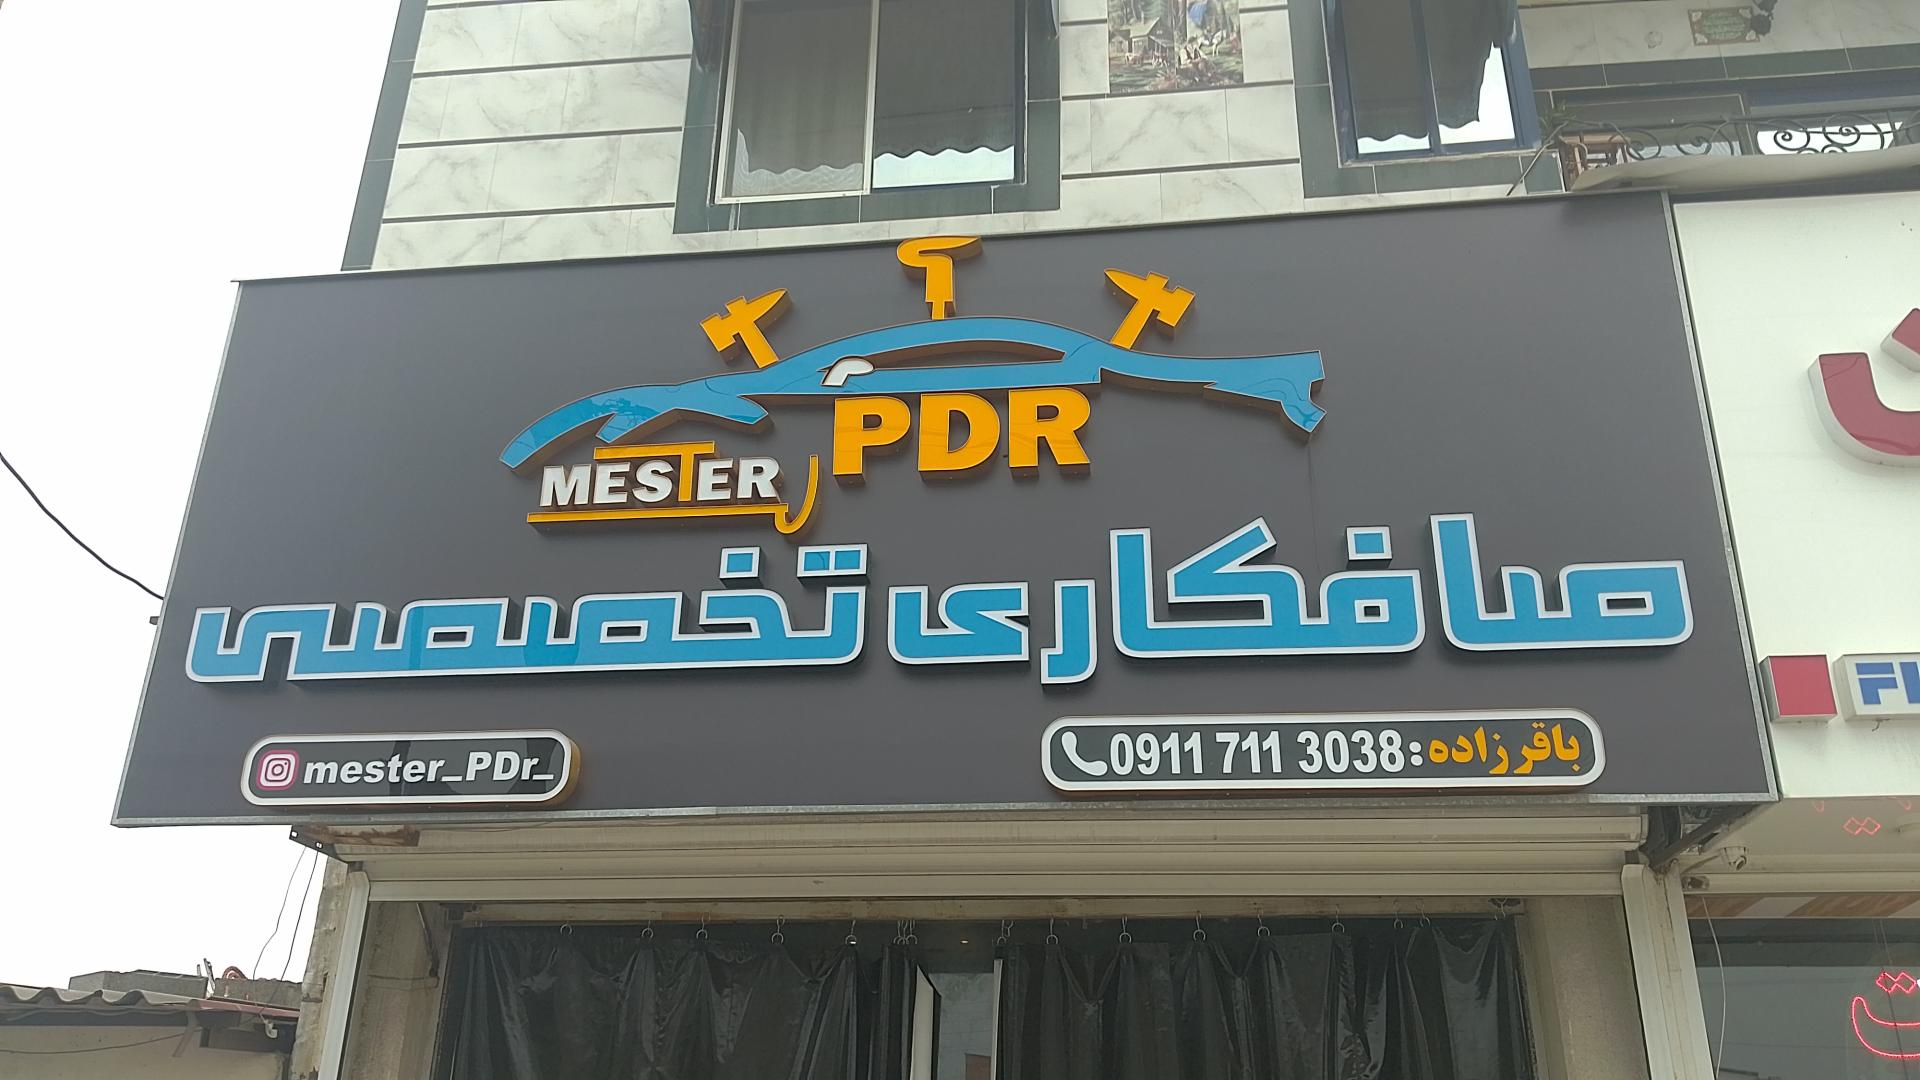 MESTER PDR
صافکاری تخصصی
mester_PDr_
باقرزاده: 0911 711 3038